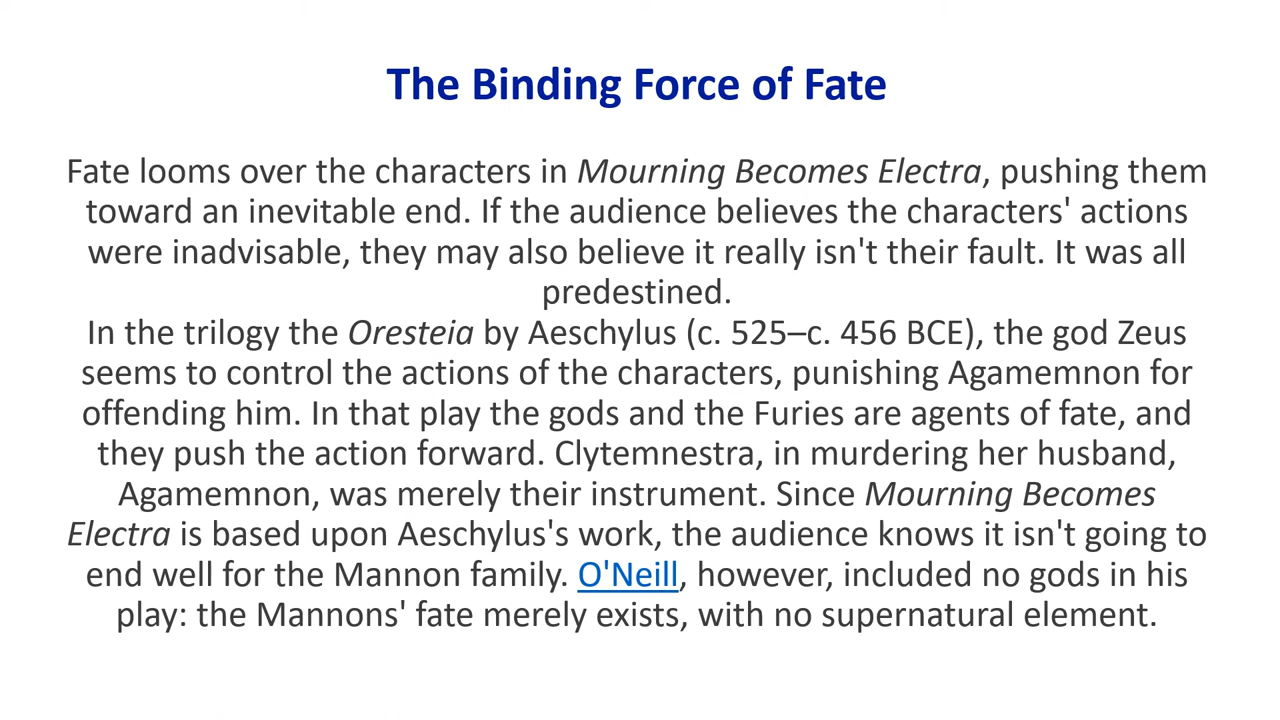 The Binding Force of Fate
Fate looms over the characters in Mourning Becomes Electra, pushing them
toward an inevitable end. If the audience believes the characters' actions
were inadvisable, they may also believe it really isn't their fault. It was all
predestined.
In the trilogy the Oresteia by Aeschylus (c. 525–c. 456 BCE), the god Zeus
seems to control the actions of the characters, punishing Agamemnon for
offending him. In that play the gods and the Furies are agents of fate, and
they push the action forward. Clytemnestra, in murdering her husband,
Agamemnon, was merely their instrument. Since Mourning Becomes
Electra is based upon Aeschylus's work, the audience knows it isn't going to
end well for the Mannon family. O'Neill, however, included no gods in his
play: the Mannons' fate merely exists, with no supernatural element.